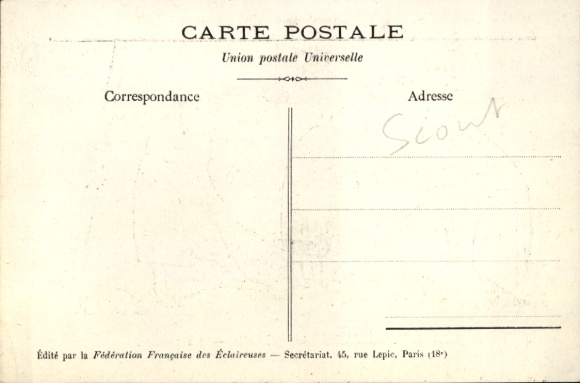 CARTE POSTALE
Union postale Universelle
Correspondance
Adresse
Scout
Édité par la Fédération Française des Éclaireuses — Secrétariat, 45, rue Lepic, Paris (18ᵉ)